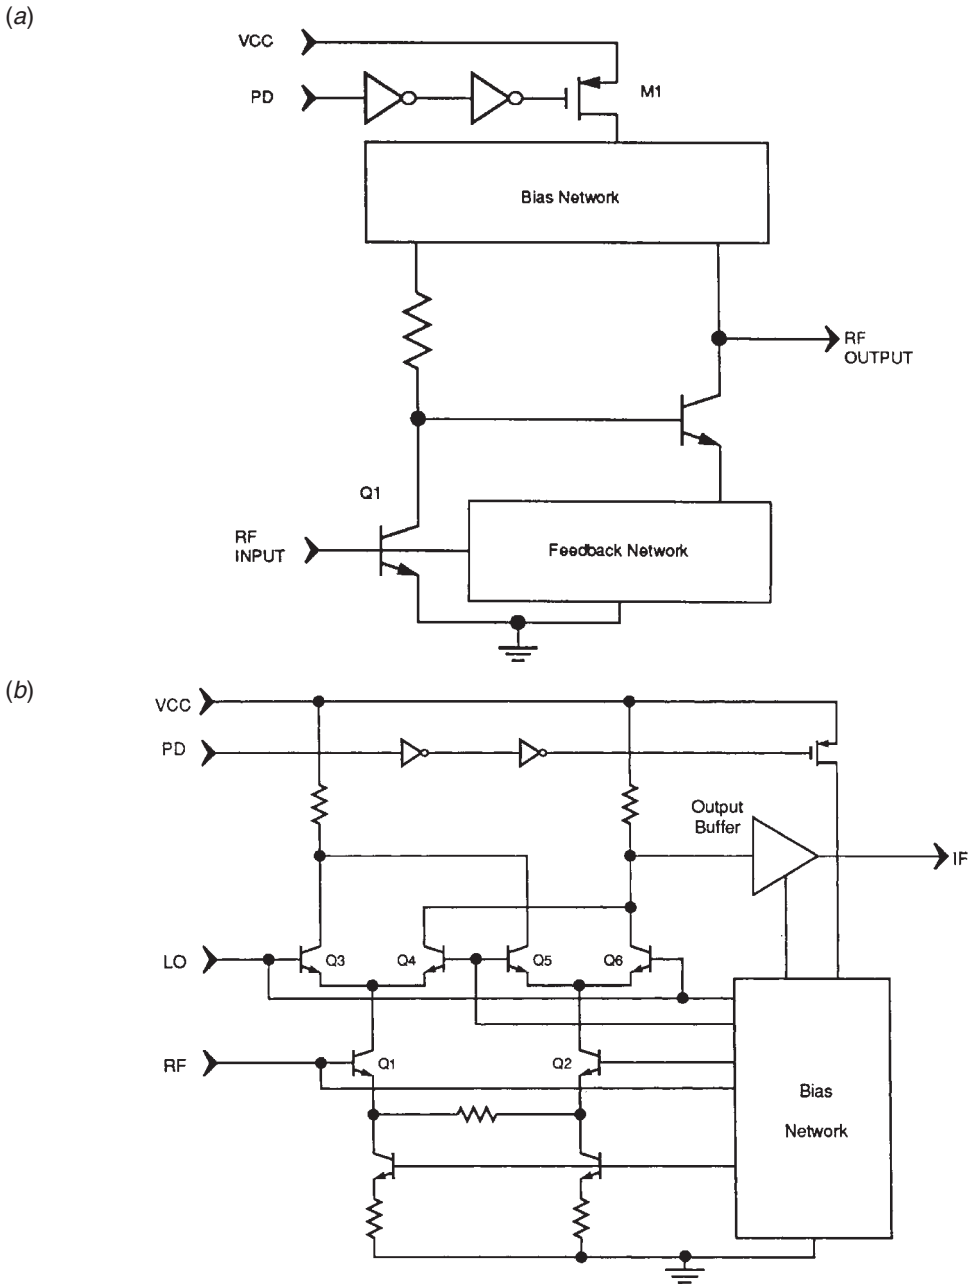 (a)
VCC
PD
M1
Bias Network
RF
OUTPUT
Q1
RF
INPUT
Feedback Network
(b)
VCC
PD
Output
Buffer
IF
LO
Q3
Q4
Q5
Q6
RF
Q1
Q2
Bias
Network